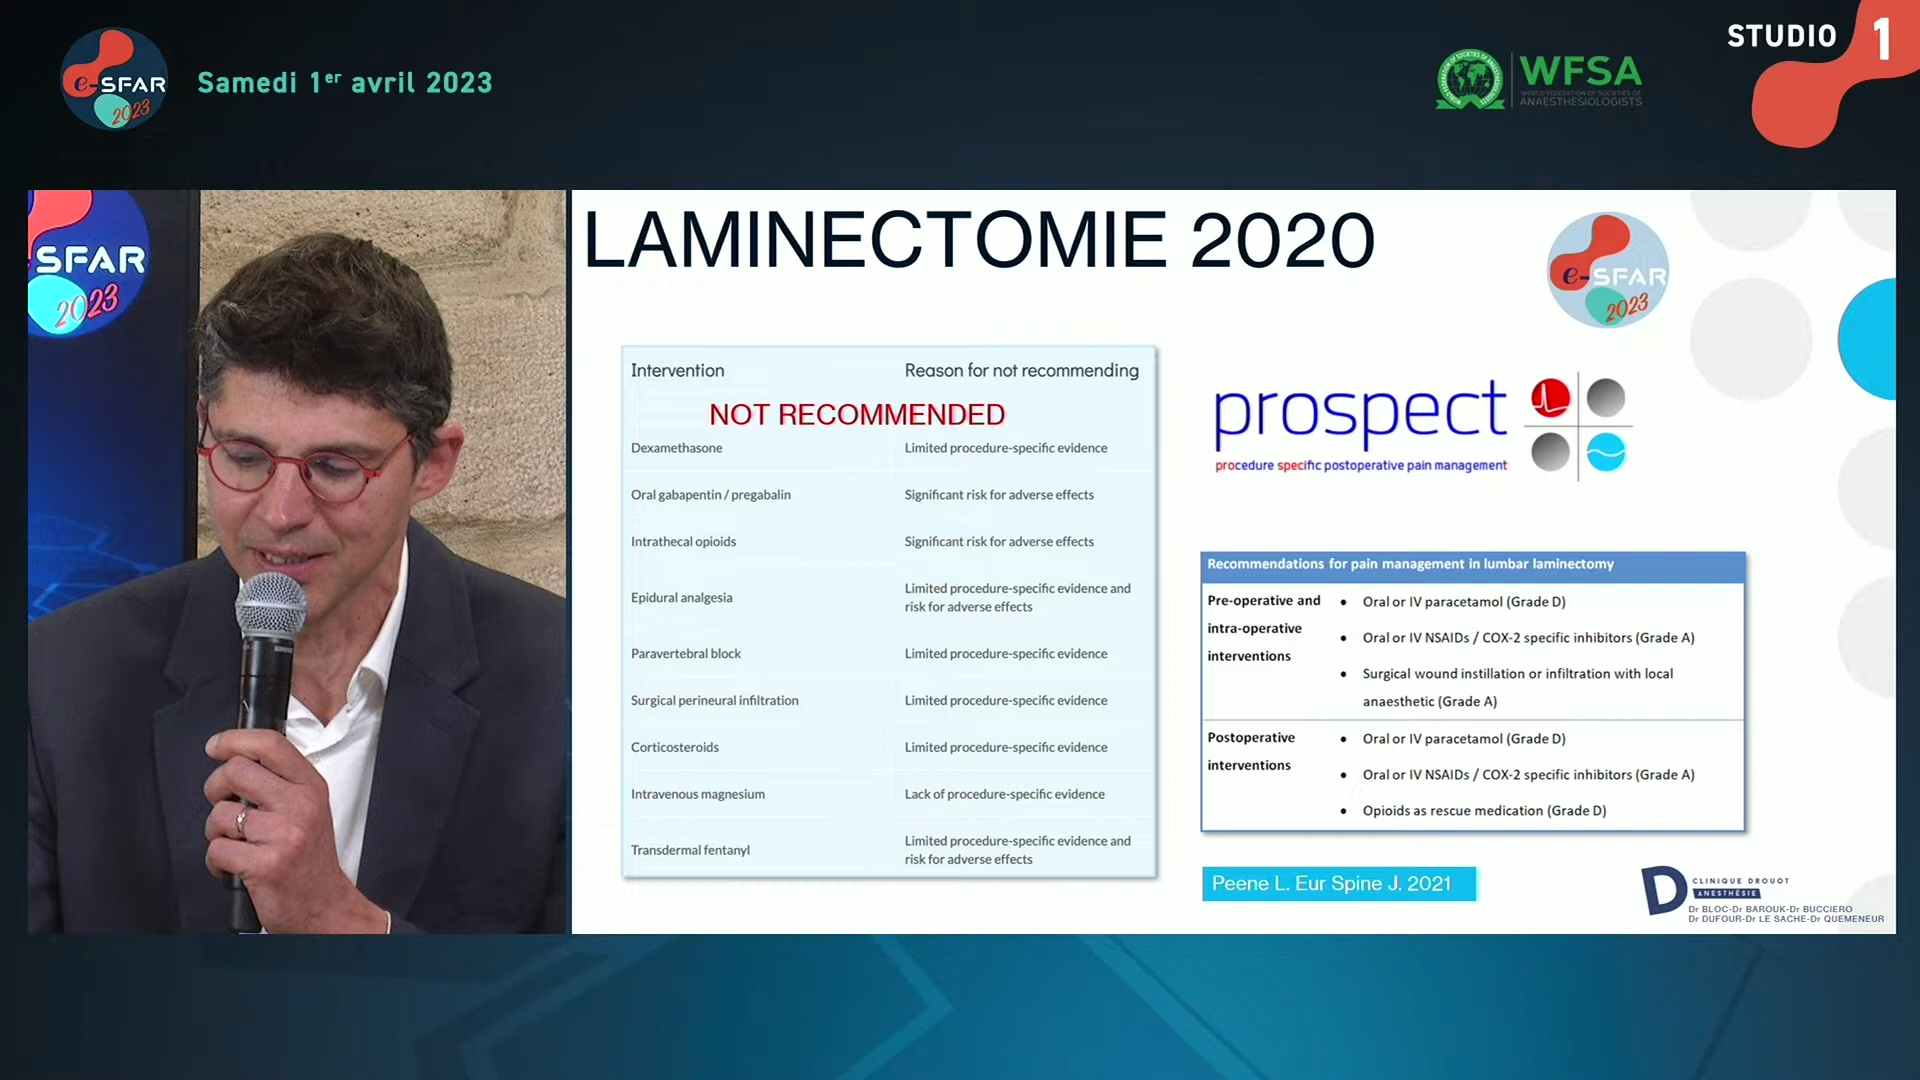 e-SFAR
2023
Samedi 1er avril 2023
WFSA
WORLD FEDERATION OF SOCIETIES OF
ANAESTHESIOLOGISTS
STUDIO 1
SFAR
2023
LAMINECTOMIE 2020
e-SFAR
2023
Intervention Reason for not recommending
NOT RECOMMENDED
Dexamethasone Limited procedure-specific evidence
Oral gabapentin / pregabalin Significant risk for adverse effects
Intrathecal opioids Significant risk for adverse effects
Epidural analgesia Limited procedure-specific evidence and
risk for adverse effects
Paravertebral block Limited procedure-specific evidence
Surgical perineural infiltration Limited procedure-specific evidence
Corticosteroids Limited procedure-specific evidence
Intravenous magnesium Lack of procedure-specific evidence
Transdermal fentanyl Limited procedure-specific evidence and
risk for adverse effects
prospect
procedure specific postoperative pain management
Recommendations for pain management in lumbar laminectomy
Pre-operative and
intra-operative
interventions
• Oral or IV paracetamol (Grade D)
• Oral or IV NSAIDs / COX-2 specific inhibitors (Grade A)
• Surgical wound instillation or infiltration with local
anaesthetic (Grade A)
Postoperative
interventions
• Oral or IV paracetamol (Grade D)
• Oral or IV NSAIDs / COX-2 specific inhibitors (Grade A)
• Opioids as rescue medication (Grade D)
Peene L. Eur Spine J. 2021
D CLINIQUE DROUOT
ANESTHÉSIE
Dr BLOC-Dr BAROUK-Dr BUCCIERO
Dr DUFOUR-Dr LE SACHE-Dr QUEMENEUR